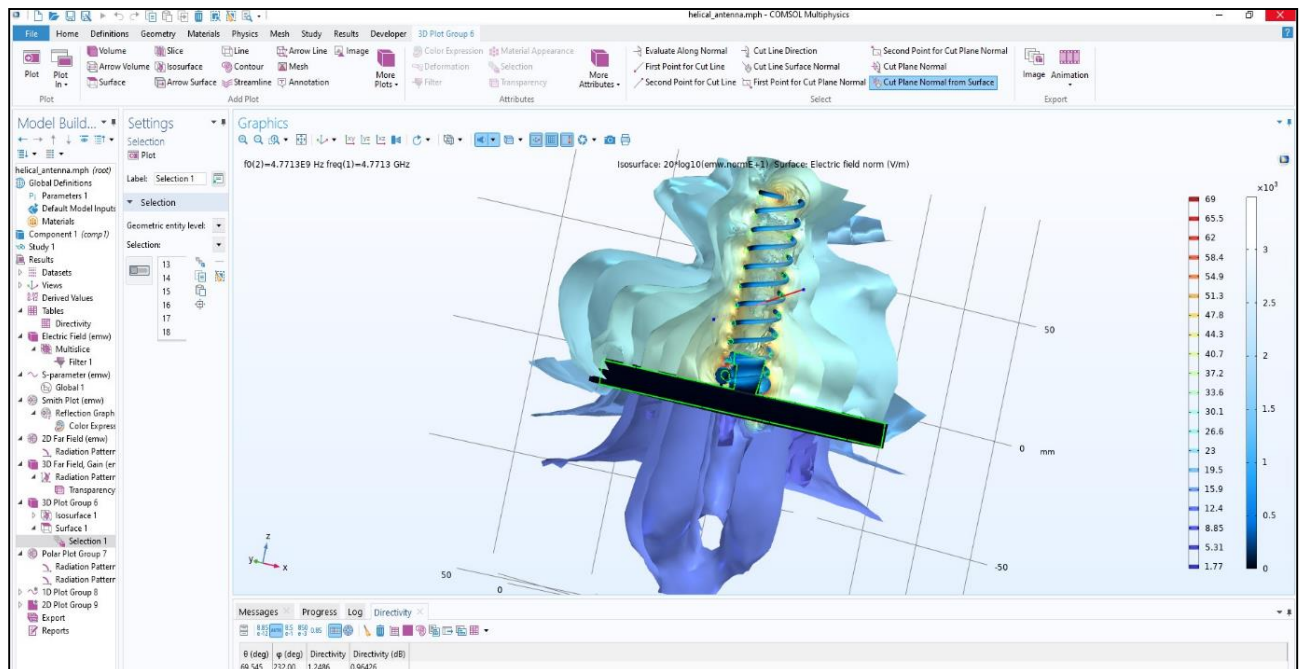 helical_antenna.mph - COMSOL Multiphysics
File Home Definitions Geometry Materials Physics Mesh Study Results Developer 3D Plot Group 6
Volume Slice Line Arrow Line Image Color Expression Material Appearance Evaluate Along Normal Cut Line Direction Second Point for Cut Plane Normal
Arrow Volume Isosurface Contour Mesh Deformation Selection First Point for Cut Line Cut Line Surface Normal Cut Plane Normal
Surface Arrow Surface Streamline Annotation Filter Transparency Second Point for Cut Line First Point for Cut Plane Normal Cut Plane Normal from Surface
Plot Plot In More Plots More Attributes Image Animation
Plot Add Plot Attributes Select Export
Model Build...
helical_antenna.mph (root)
Global Definitions
Pi Parameters 1
Default Model Inputs
Materials
Component 1 (comp1)
Study 1
Results
Datasets
Views
Derived Values
Tables
Directivity
Electric Field (emw)
Multislice
Filter 1
S-parameter (emw)
Global 1
Smith Plot (emw)
Reflection Graph
Color Express
2D Far Field (emw)
Radiation Pattern
3D Far Field, Gain (er
Radiation Pattern
Transparency
3D Plot Group 6
Isosurface 1
Surface 1
Selection 1
Polar Plot Group 7
Radiation Pattern
Radiation Pattern
1D Plot Group 8
2D Plot Group 9
Export
Reports
Settings
Selection
Plot
Label: Selection 1
Selection
Geometric entity level:
Selection:
13
14
15
16
17
18
Graphics
f0(2)=4.7713E9 Hz freq(1)=4.7713 GHz
Isosurface: 20*log10(emw.normE+1) Surface: Electric field norm (V/m)
50
0 mm
-50
50
0
z
y x
69
65.5
62
58.4
54.9
51.3
47.8
44.3
40.7
37.2
33.6
30.1
26.6
23
19.5
15.9
12.4
8.85
5.31
1.77
×10³
3
2.5
2
1.5
1
0.5
0
Messages Progress Log Directivity
θ (deg) φ (deg) Directivity Directivity (dB)
69.545 232.00 1.2486 0.96426